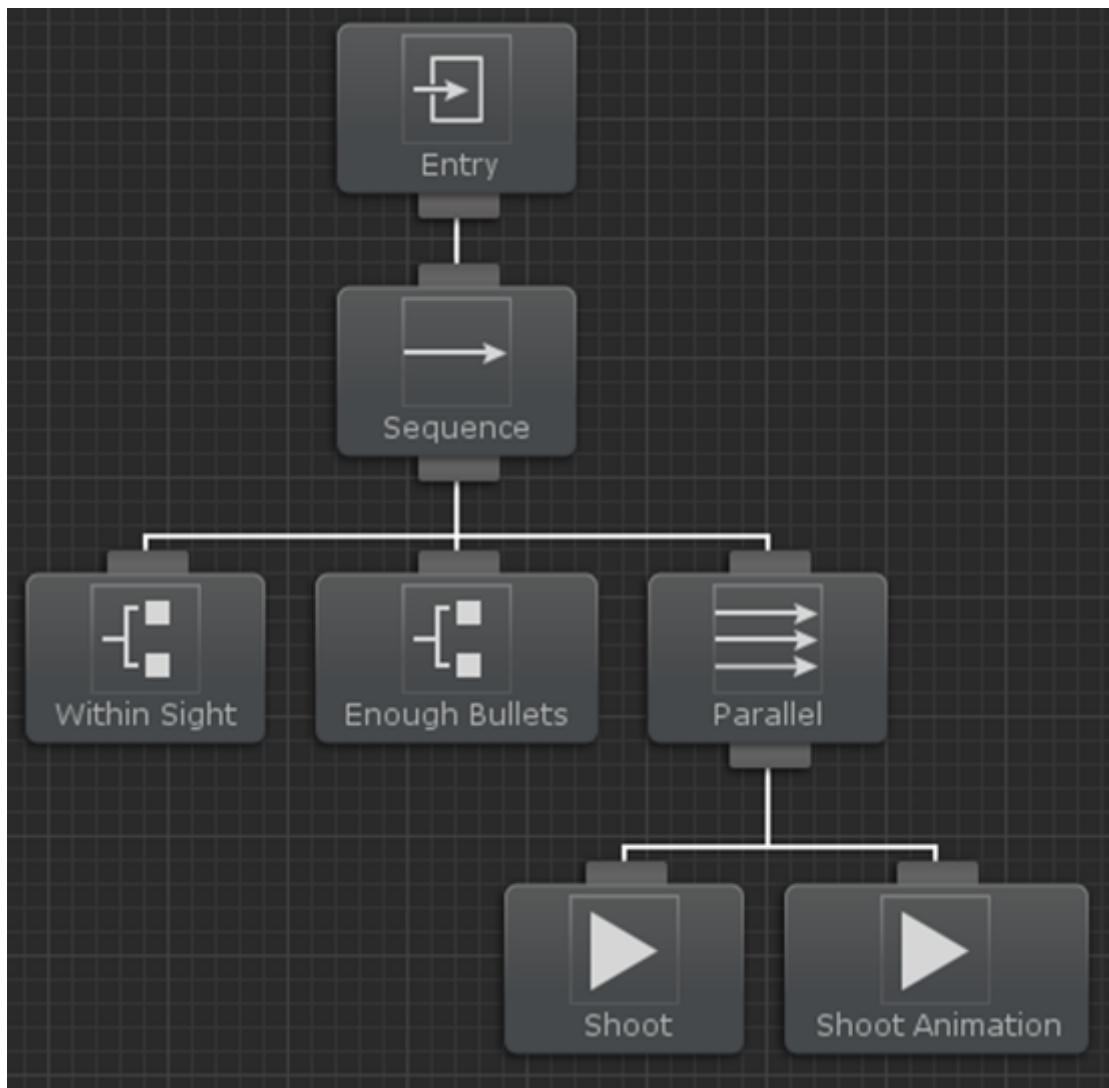 Entry
Sequence
Within Sight
Enough Bullets
Parallel
Shoot
Shoot Animation